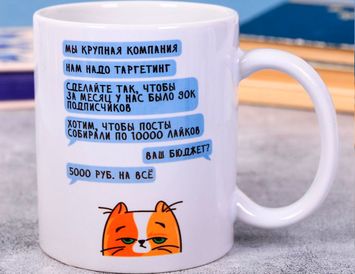 МЫ КРУПНАЯ КОМПАНИЯ
НАМ НАДО ТАРГЕТИНГ
СДЕЛАЙТЕ ТАК, ЧТОБЫ
ЗА МЕСЯЦ У НАС БЫЛО 90К
ПОДПИСЧИКОВ
ХОТИМ, ЧТОБЫ ПОСТЫ
СОБИРАЛИ ПО 10000 ЛАЙКОВ
ВАШ БЮДЖЕТ?
5000 РУБ. НА ВСЁ